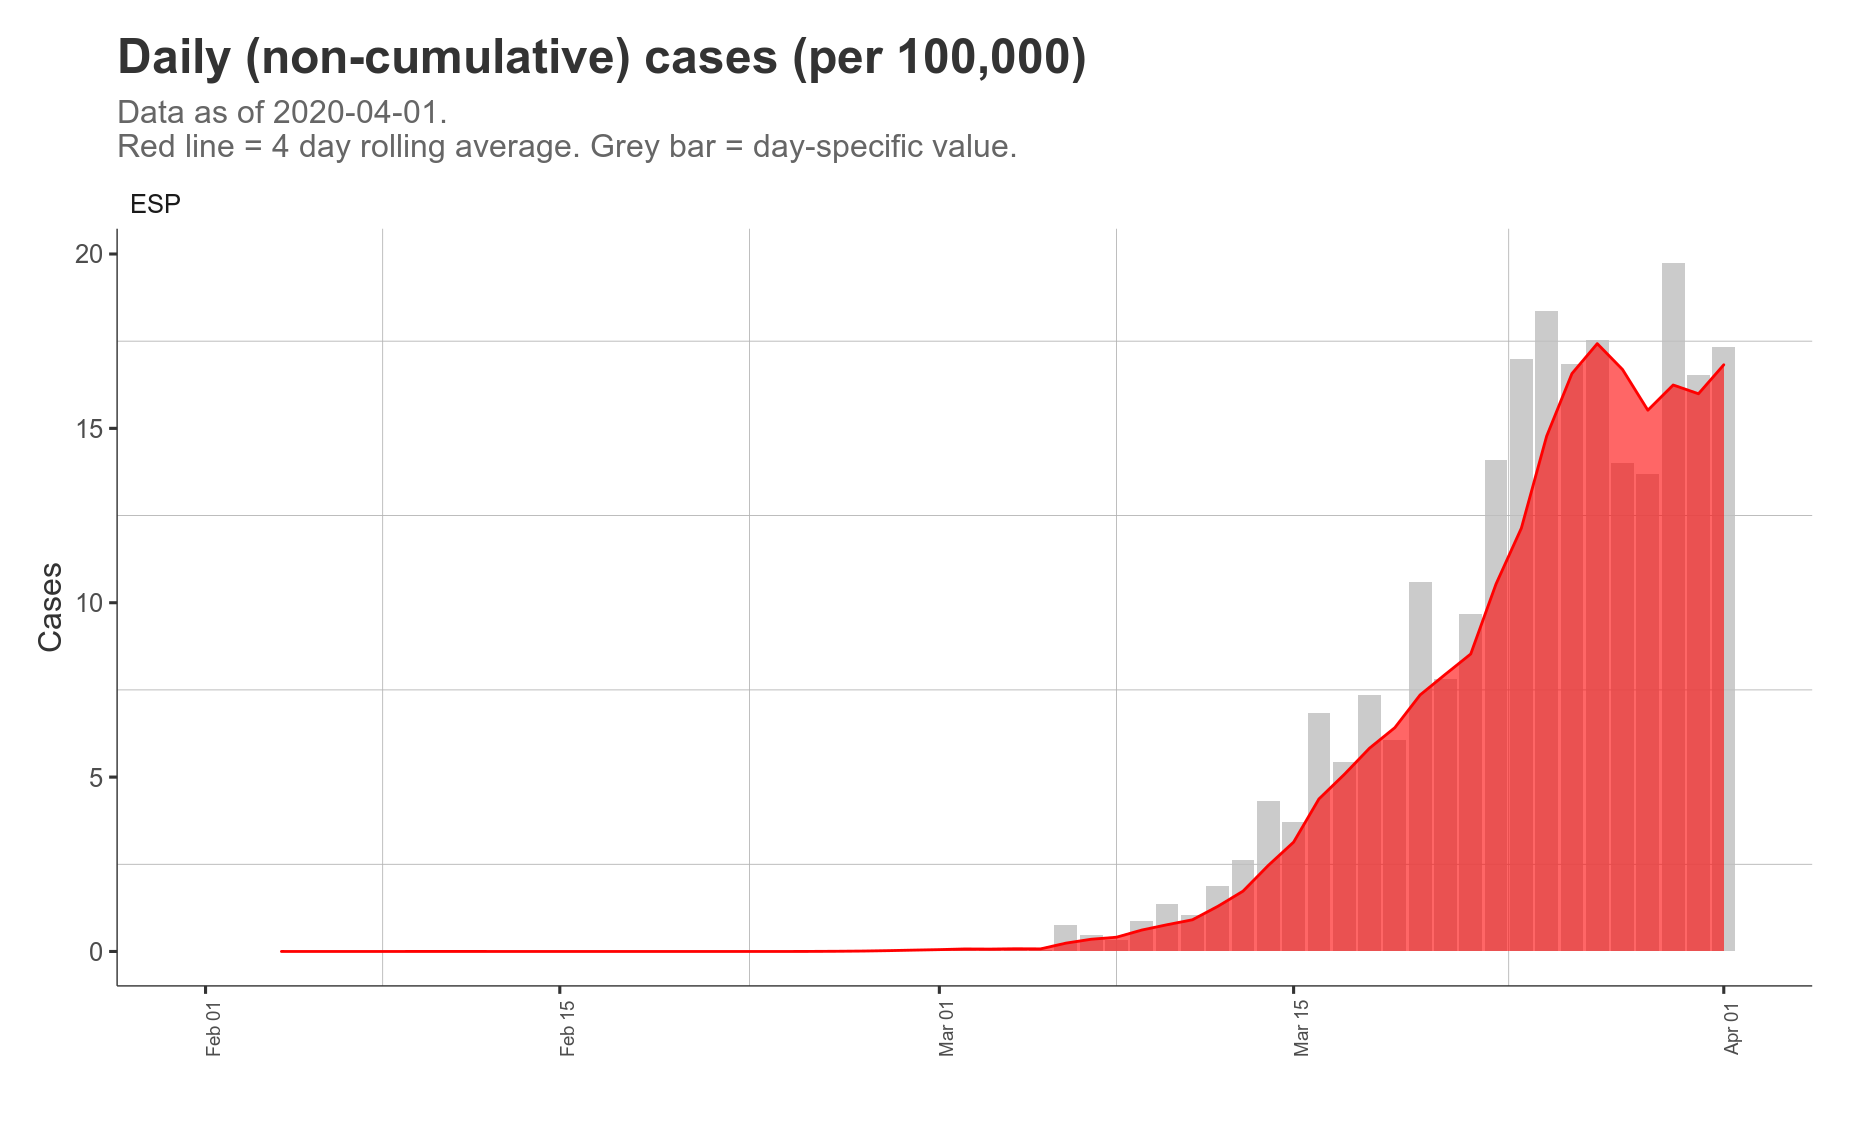 Daily (non-cumulative) cases (per 100,000)
Data as of 2020-04-01.
Red line = 4 day rolling average. Grey bar = day-specific value.
ESP
20
15
10
5
0
Cases
Feb 01
Feb 15
Mar 01
Mar 15
Apr 01